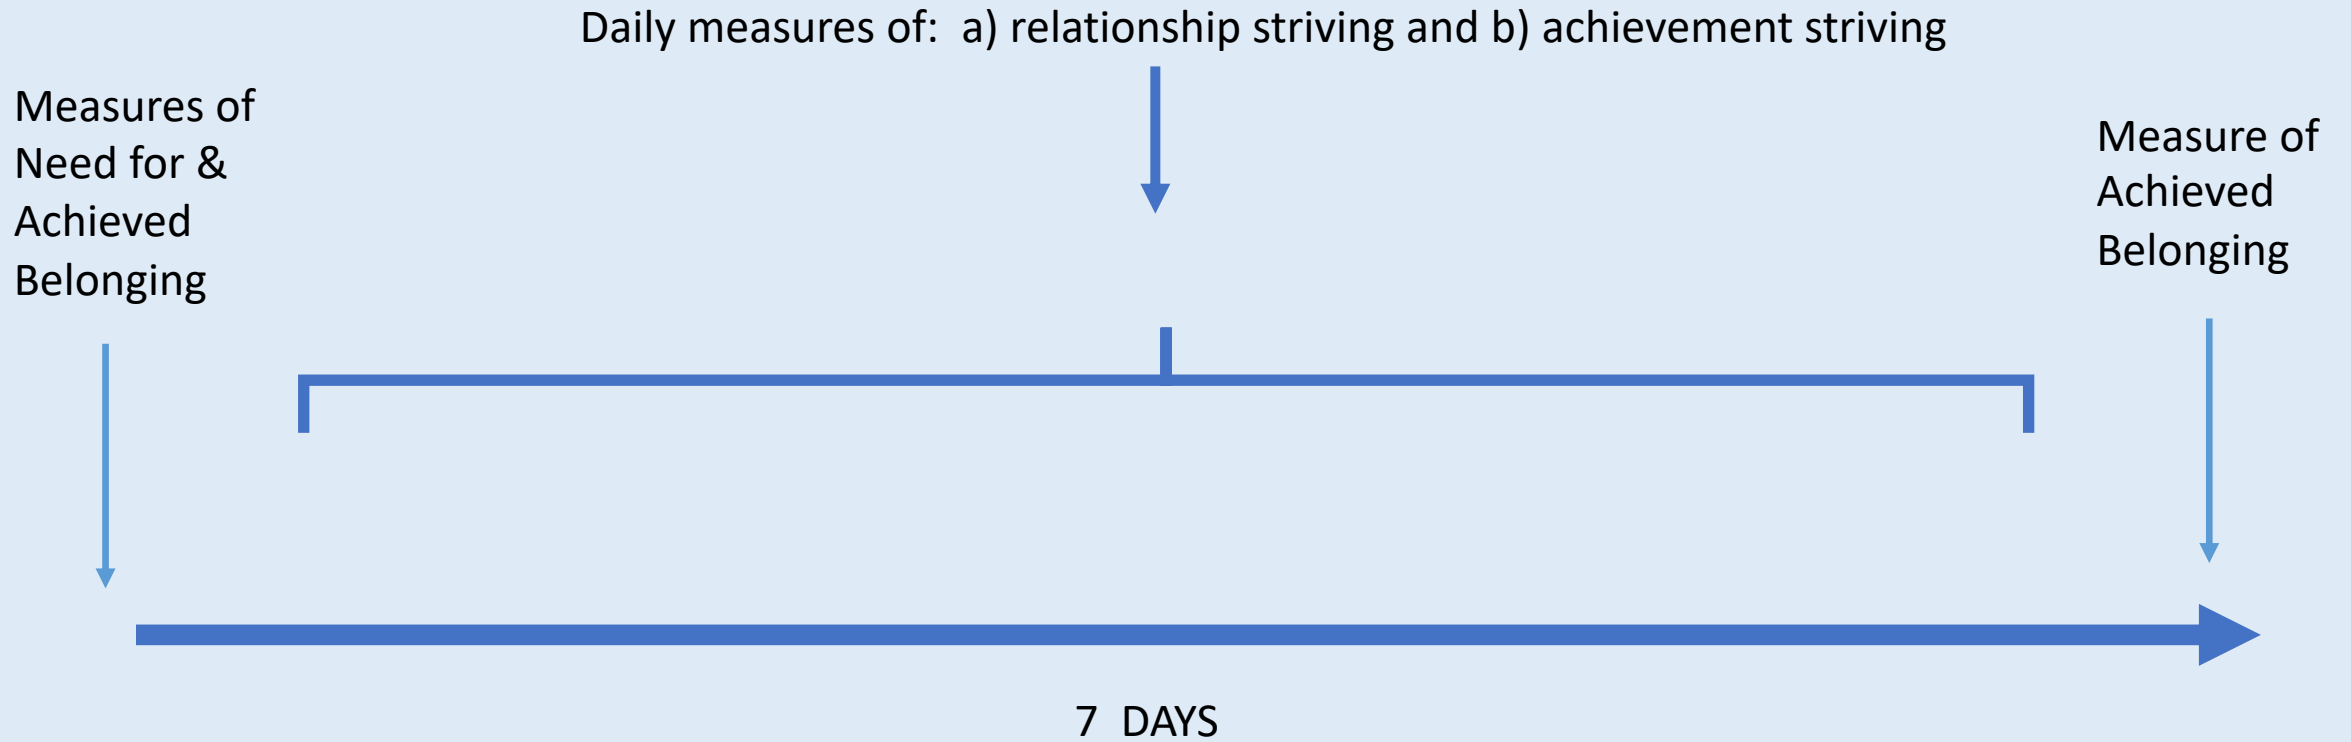 Daily measures of:  a) relationship striving and b) achievement striving
Measures of
Need for &
Achieved
Belonging
Measure of
Achieved
Belonging
7  DAYS